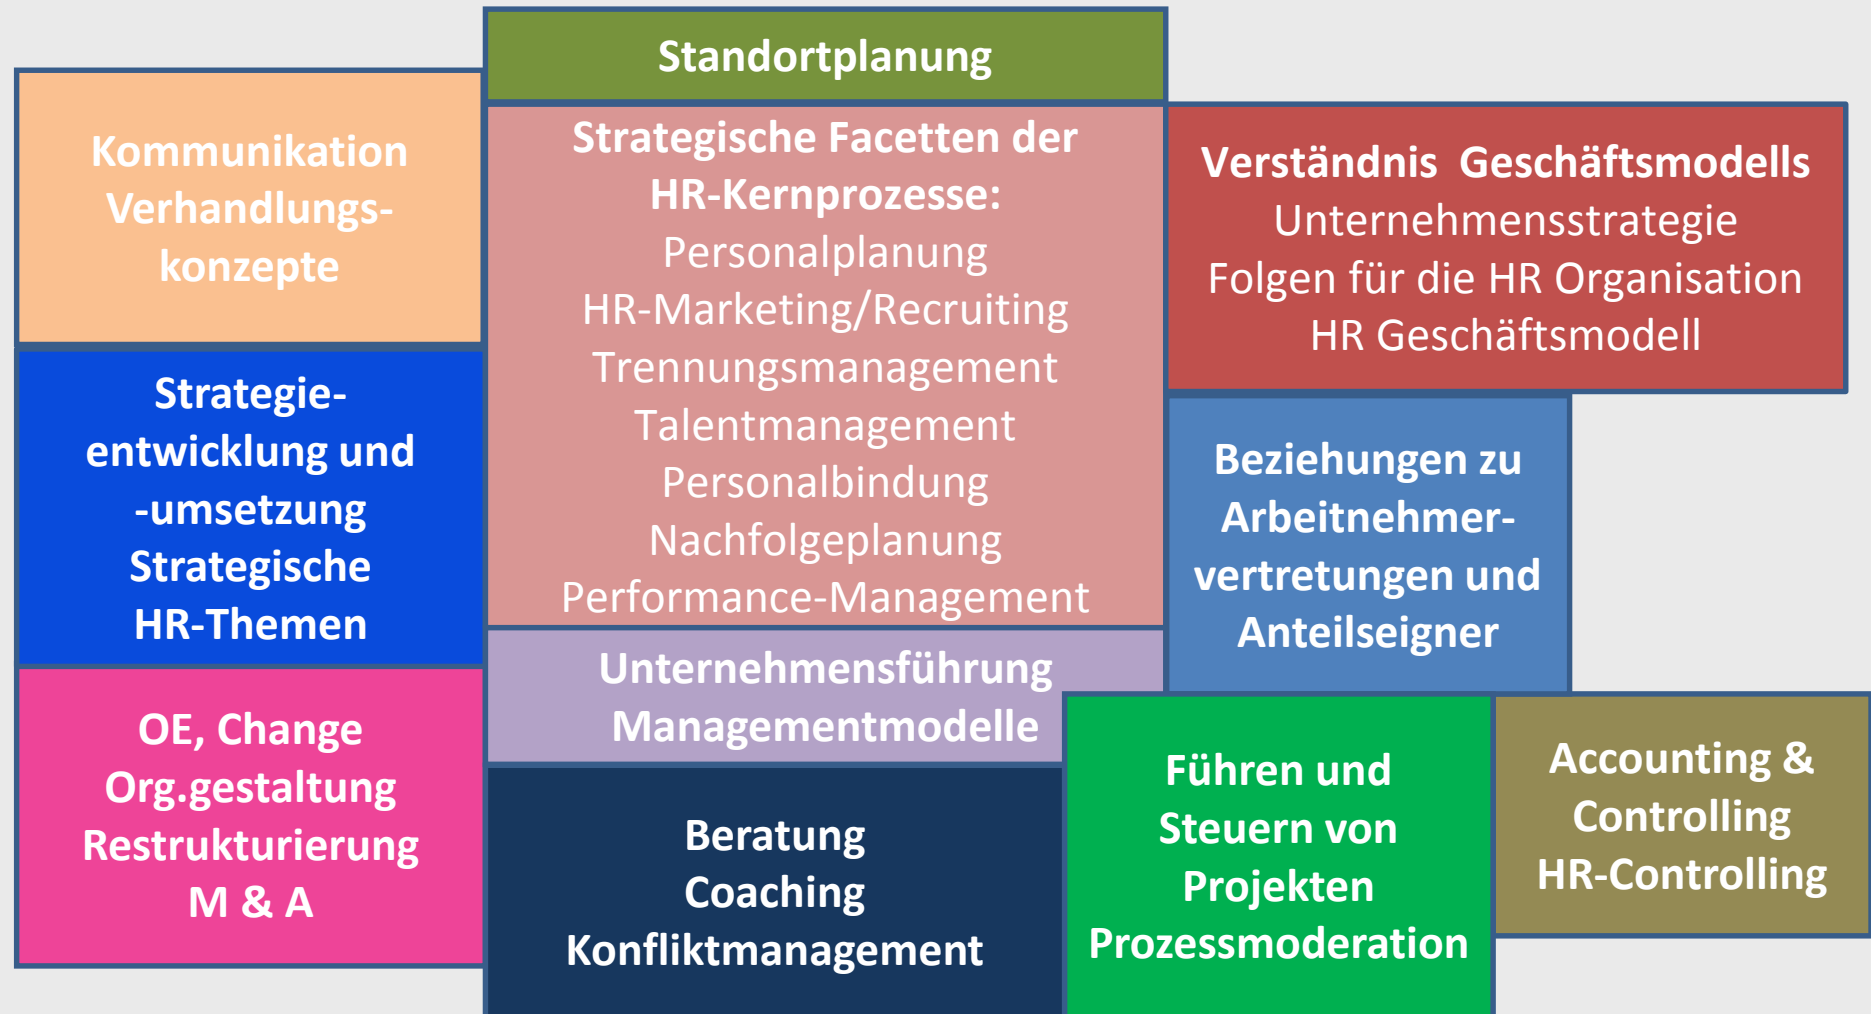 Standortplanung
Kommunikation
Verhandlungs-
konzepte
Strategische Facetten der
HR-Kernprozesse:
Personalplanung
HR-Marketing/Recruiting
Trennungsmanagement
Talentmanagement
Personalbindung
Nachfolgeplanung
Performance-Management
Verständnis  Geschäftsmodells
Unternehmensstrategie
Folgen für die HR Organisation
HR Geschäftsmodell
Strategie-
entwicklung und
-umsetzung
Strategische
HR-Themen
Beziehungen zu
Arbeitnehmer-
vertretungen und
Anteilseigner
Unternehmensführung
Managementmodelle
OE, Change
Org.gestaltung
Restrukturierung
M & A
Beratung
Coaching
Konfliktmanagement
Führen und
Steuern von
Projekten
Prozessmoderation
Accounting &
Controlling
HR-Controlling